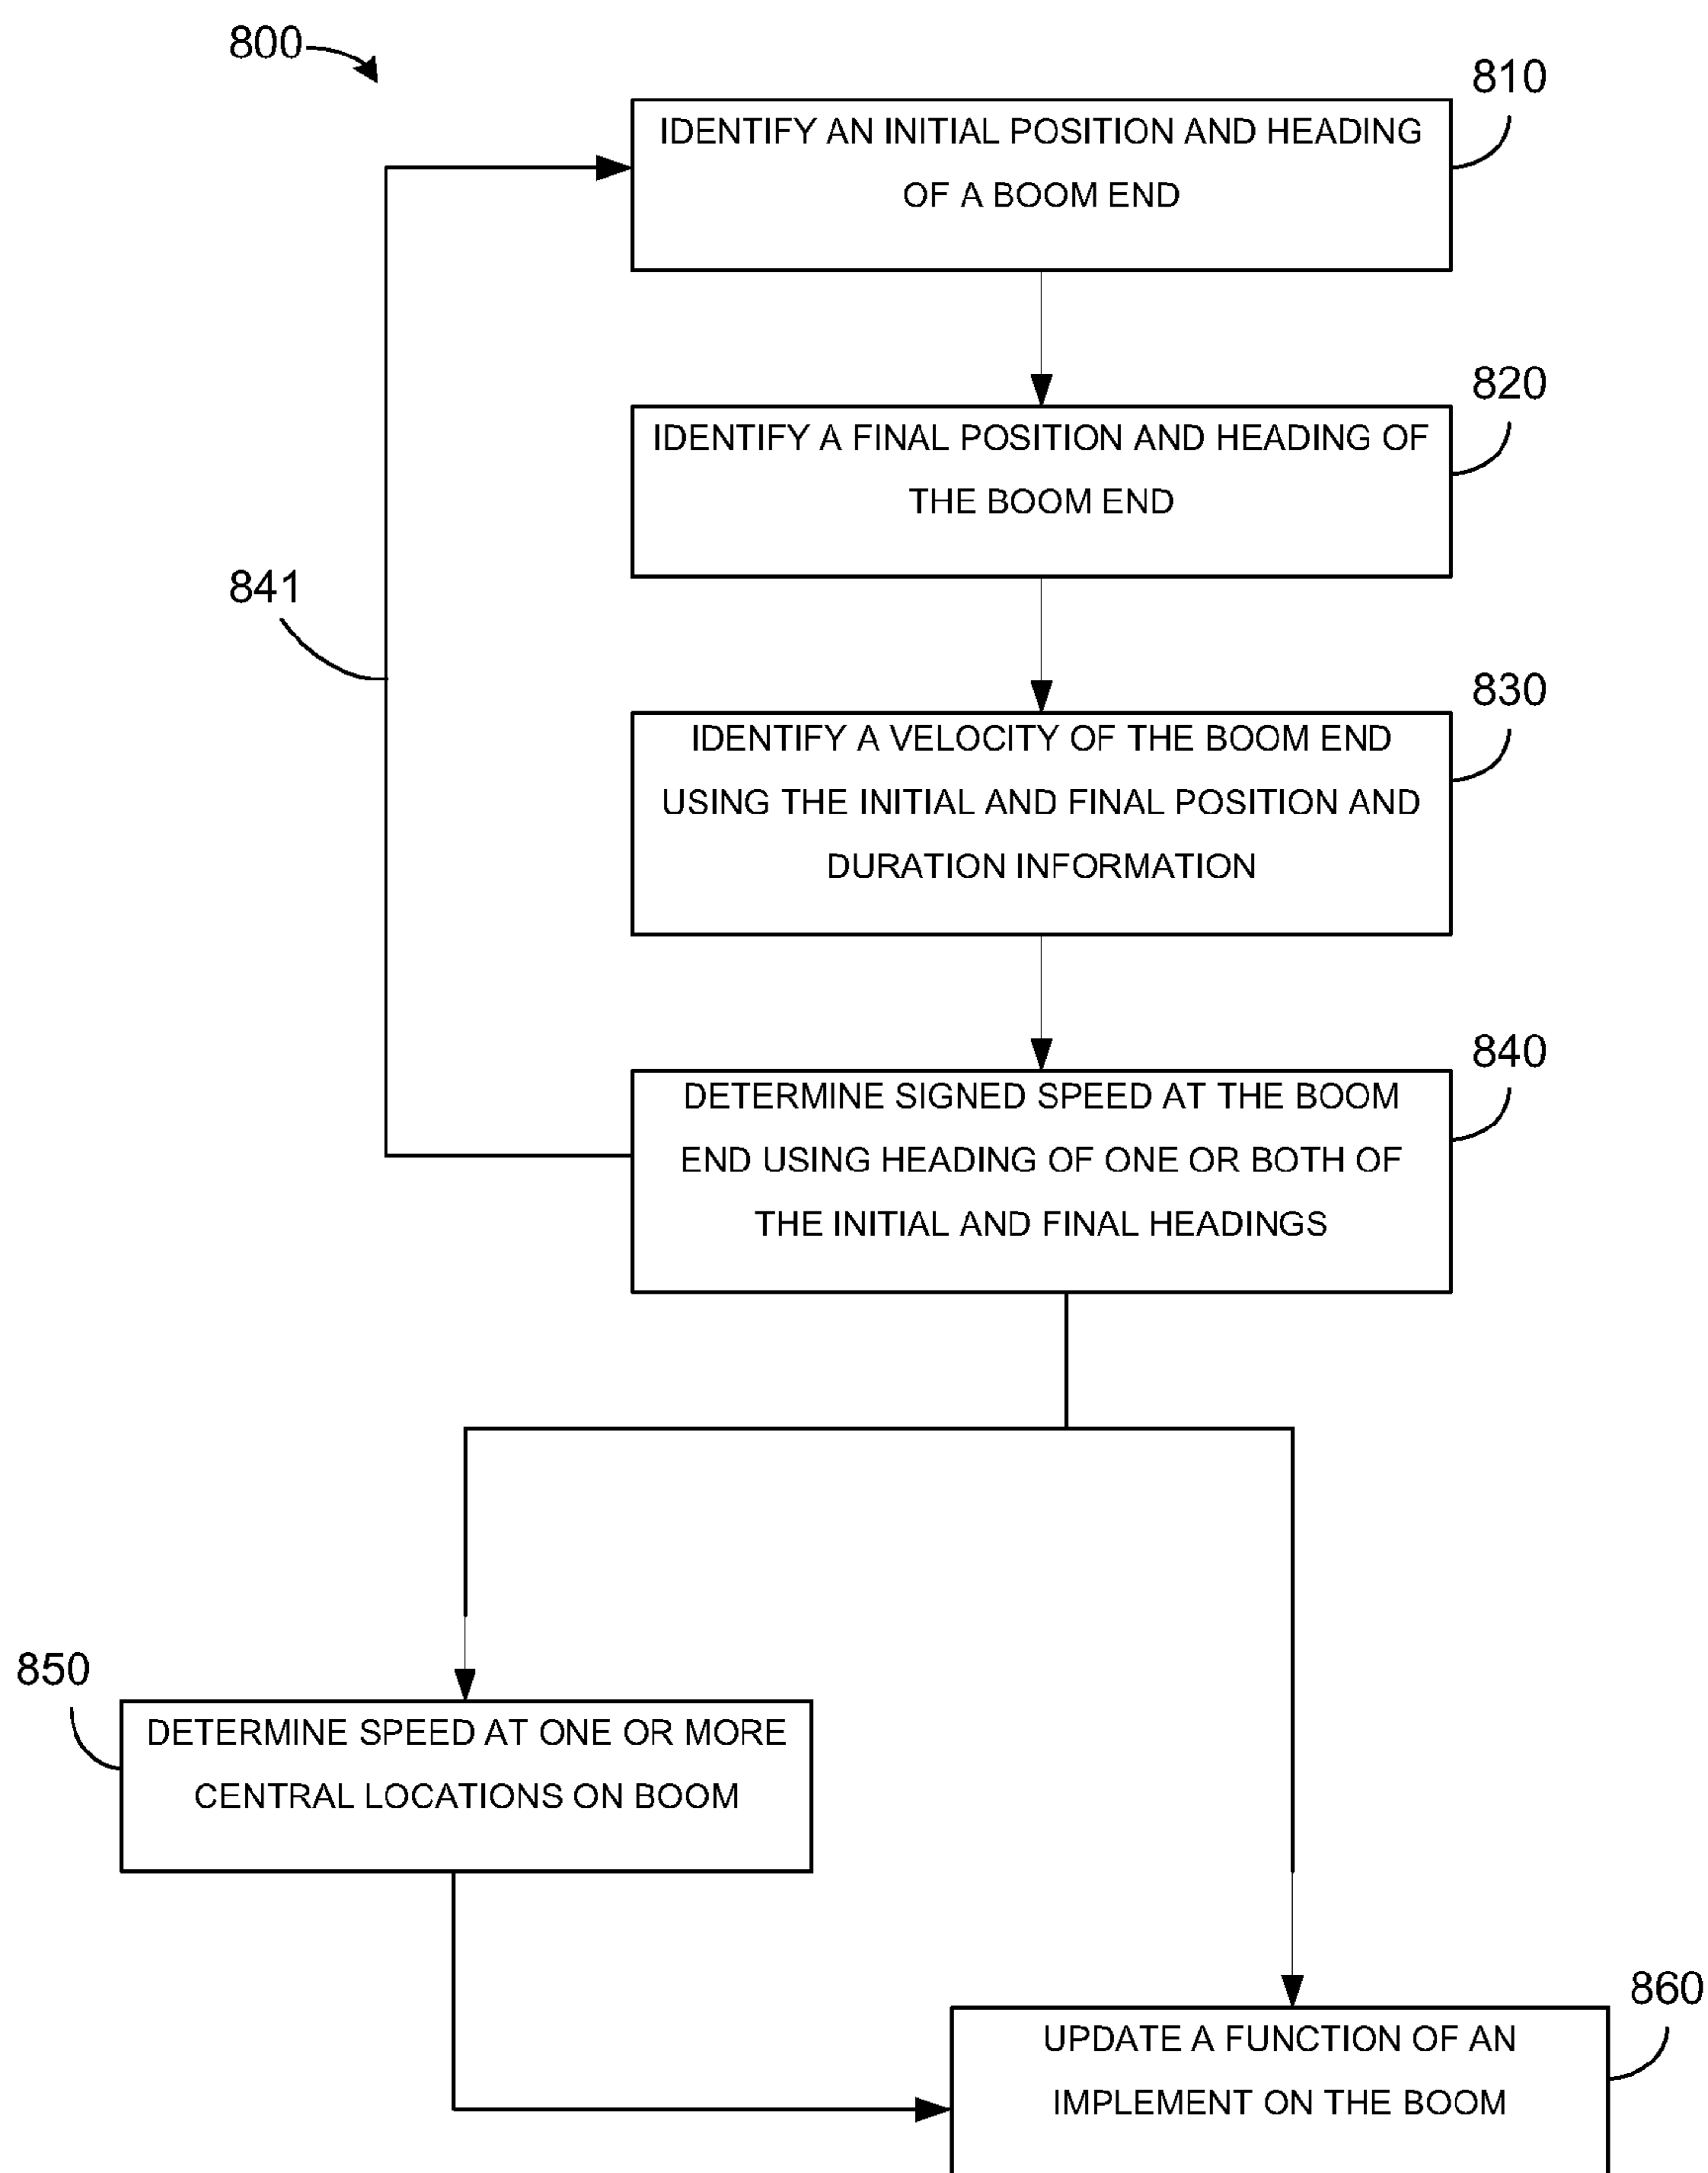 800
810
IDENTIFY AN INITIAL POSITION AND HEADING
OF A BOOM END
820
IDENTIFY A FINAL POSITION AND HEADING OF
THE BOOM END
841
830
IDENTIFY A VELOCITY OF THE BOOM END
USING THE INITIAL AND FINAL POSITION AND
DURATION INFORMATION
840
DETERMINE SIGNED SPEED AT THE BOOM
END USING HEADING OF ONE OR BOTH OF
THE INITIAL AND FINAL HEADINGS
850
DETERMINE SPEED AT ONE OR MORE
CENTRAL LOCATIONS ON BOOM
860
UPDATE A FUNCTION OF AN
IMPLEMENT ON THE BOOM